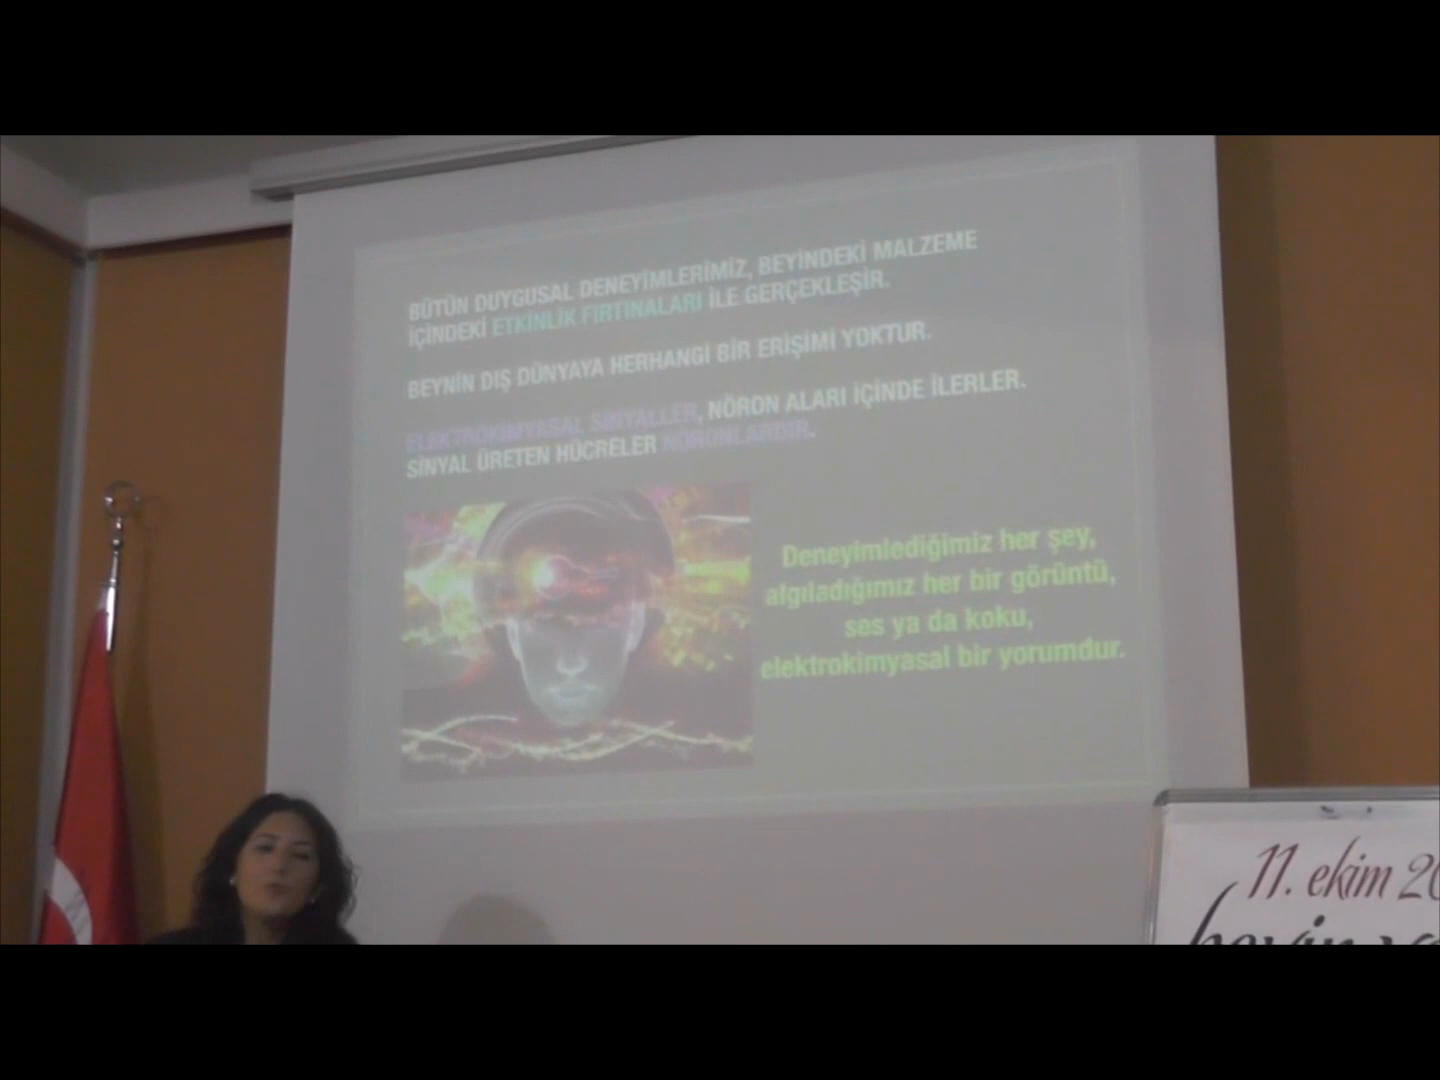 BÜTÜN DUYGUSAL DENEYİMLERİMİZ, BEYİNDEKİ MALZEME
İÇİNDEKİ ETKİNLİK FIRTINALARI İLE GERÇEKLEŞİR.
BEYNİN DIŞ DÜNYAYA HERHANGİ BİR ERİŞİMİ YOKTUR.
ELEKTROKİMYASAL SİNYALLER, NÖRON ALARI İÇİNDE İLERLER.
SİNYAL ÜRETEN HÜCRELER NÖRONLARDIR.
Deneyimlediğimiz her şey,
algıladığımız her bir görüntü,
ses ya da koku,
elektrokimyasal bir yorumdur.
11. ekim 20